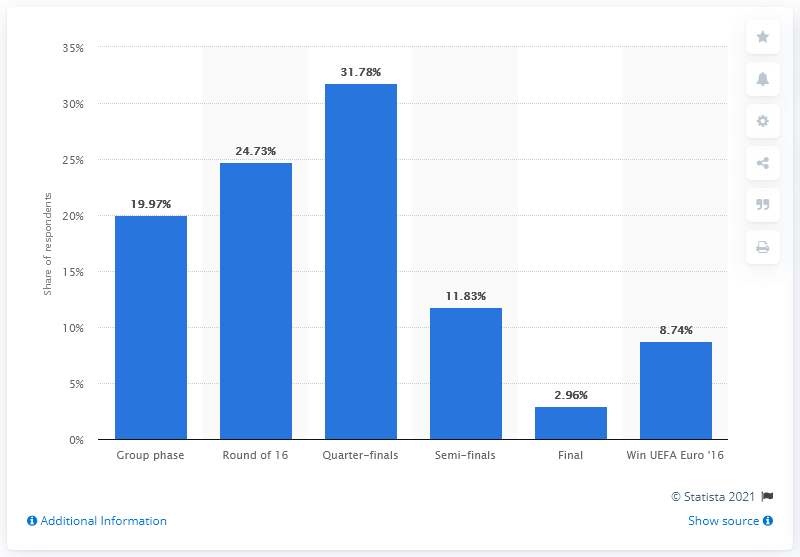 35%
30%
25%
20%
15%
10%
5%
0%
Share of respondents
19.97%
24.73%
31.78%
11.83%
2.96%
8.74%
Group phase
Round of 16
Quarter-finals
Semi-finals
Final
Win UEFA Euro '16
© Statista 2021
Additional Information
Show source